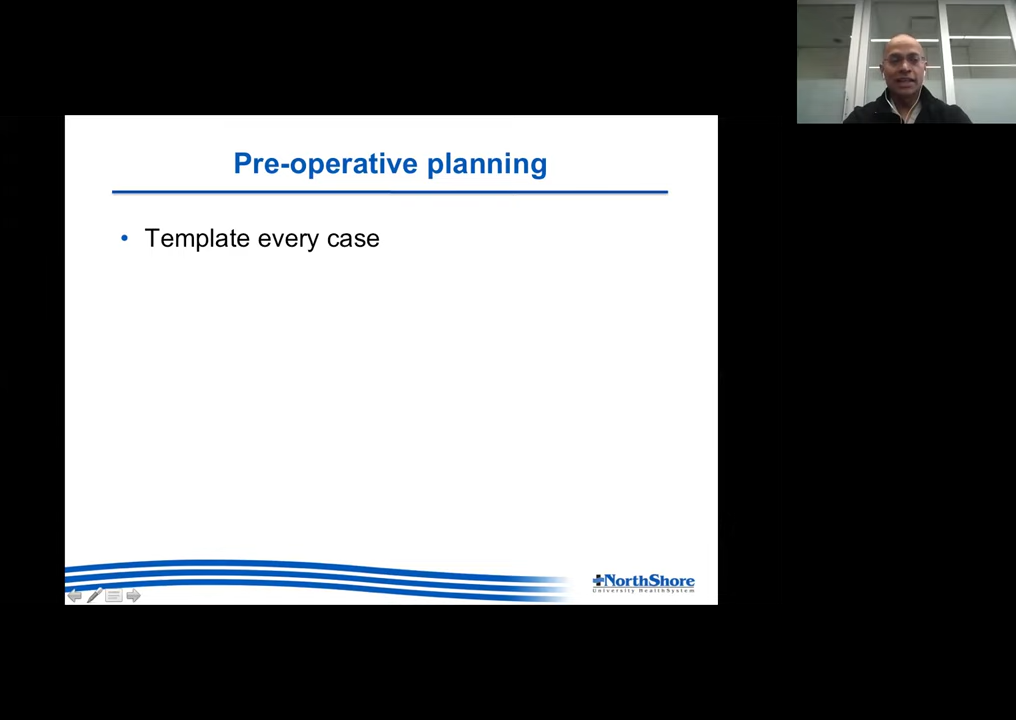 Pre-operative planning
• Template every case
NorthShore
University HealthSystem